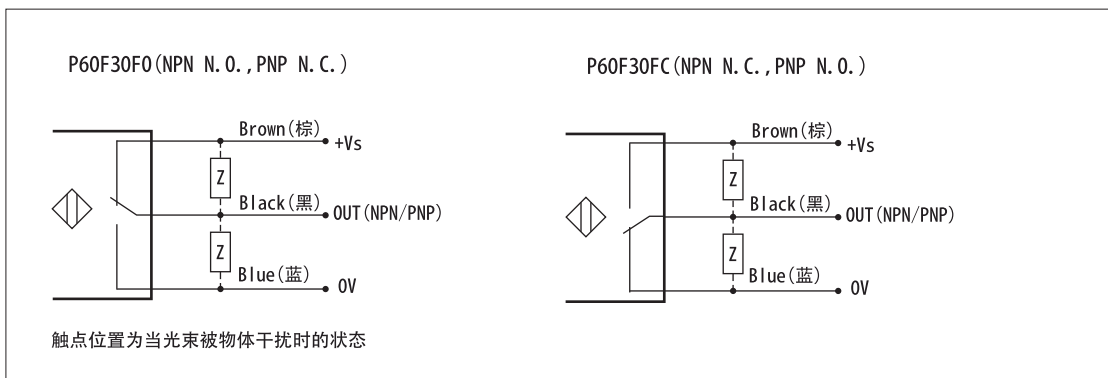 P60F30FO(NPN N.O.,PNP N.C.)
Brown(棕)
+Vs
Z
Black(黑)
OUT(NPN/PNP)
Z
Blue(蓝)
0V
触点位置为当光束被物体干扰时的状态
P60F30FC(NPN N.C.,PNP N.O.)
Brown(棕)
+Vs
Z
Black(黑)
OUT(NPN/PNP)
Z
Blue(蓝)
0V